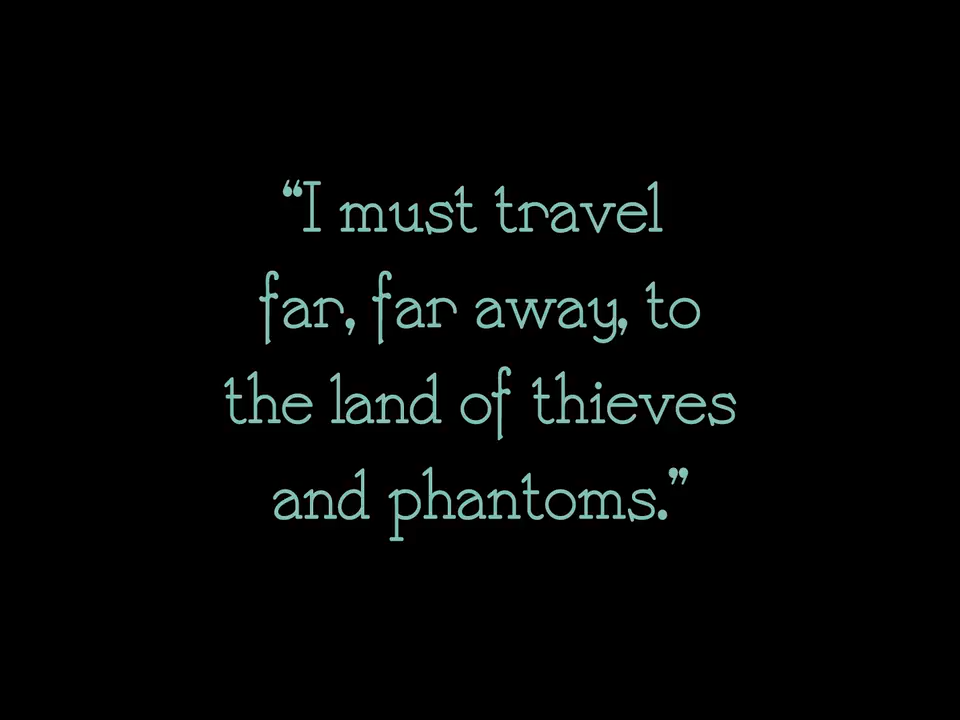 “I must travel
far, far away, to
the land of thieves
and phantoms.”